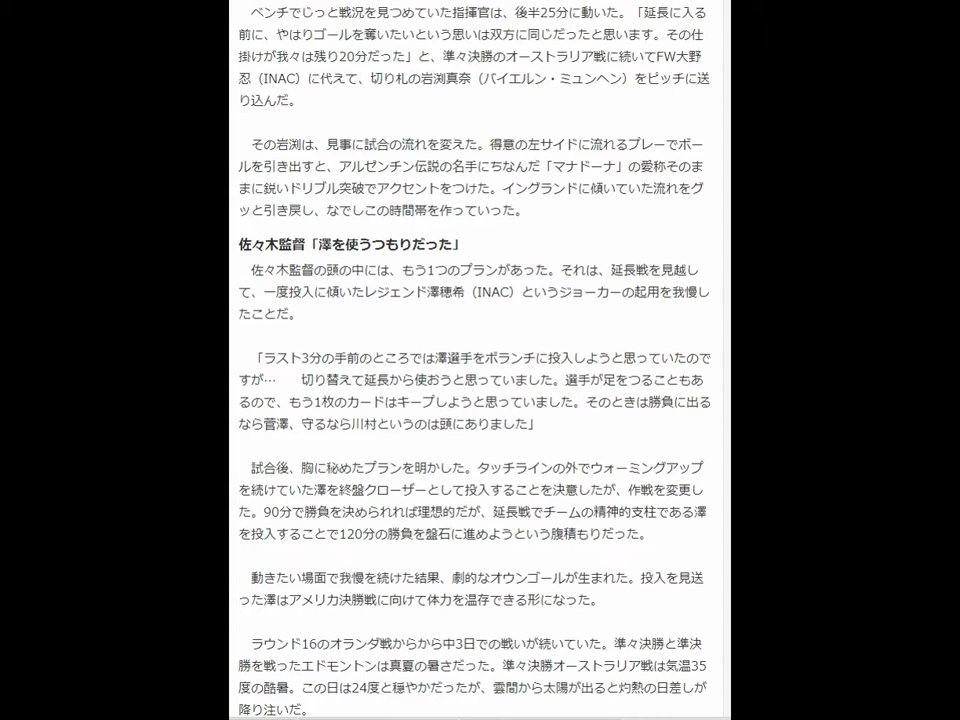 ベンチでじっと戦況を見つめていた指揮官は、後半25分に動いた。「延長に入る
前に、やはりゴールを奪いたいという思いは双方に同じだったと思います。その仕
掛けが我々は残り20分だった」と、準々決勝のオーストラリア戦に続いてFW大野
忍（INAC）に代えて、切り札の岩渕真奈（バイエルン・ミュンヘン）をピッチに送
り込んだ。
その岩渕は、見事に試合の流れを変えた。得意の左サイドに流れるプレーでボー
ルを引き出すと、アルゼンチン伝説の名手にちなんだ「マナドーナ」の愛称そのま
まに鋭いドリブル突破でアクセントをつけた。イングランドに傾いていた流れをグ
ッと引き戻し、なでしこの時間帯を作っていった。
佐々木監督「澤を使うつもりだった」
佐々木監督の頭の中には、もう1つのプランがあった。それは、延長戦を見越し
て、一度投入に傾いたレジェンド澤穂希（INAC）というジョーカーの起用を我慢し
たことだ。
「ラスト3分の手前のところでは澤選手をボランチに投入しようと思っていたので
すが…　　切り替えて延長から使おうと思っていました。選手が足をつることもあ
るので、もう1枚のカードはキープしようと思っていました。そのときは勝負に出る
なら菅澤、守るなら川村というのは頭にありました」
試合後、胸に秘めたプランを明かした。タッチラインの外でウォーミングアップ
を続けていた澤を終盤クローザーとして投入することを決意したが、作戦を変更し
た。90分で勝負を決められれば理想的だが、延長戦でチームの精神的支柱である澤
を投入することで120分の勝負を盤石に進めようという腹積もりだった。
動きたい場面で我慢を続けた結果、劇的なオウンゴールが生まれた。投入を見送
った澤はアメリカ決勝戦に向けて体力を温存できる形になった。
ラウンド16のオランダ戦からから中3日での戦いが続いていた。準々決勝と準決
勝を戦ったエドモントンは真夏の暑さだった。準々決勝オーストラリア戦は気温35
度の酷暑。この日は24度と穏やかだったが、雲間から太陽が出ると灼熱の日差しが
降り注いだ。